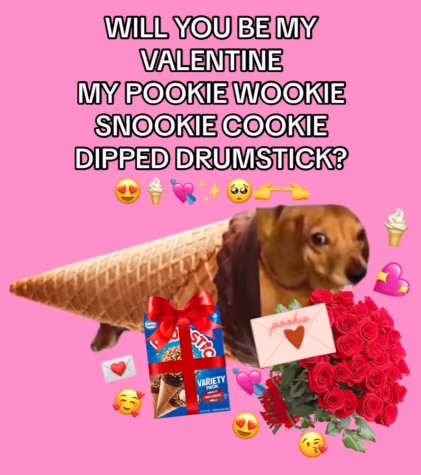 WILL YOU BE MY
VALENTINE
MY POOKIE WOOKIE
SNOOKIE COOKIE
DIPPED DRUMSTICK?
pookie
VARIETY
PACK